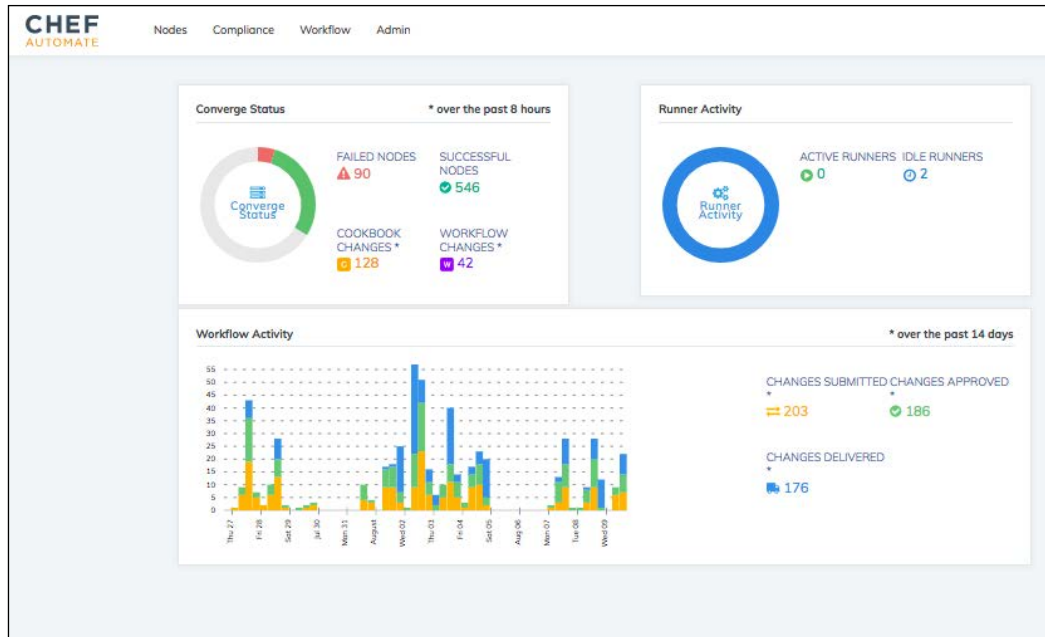 CHEF
AUTOMATE
Nodes Compliance Workflow Admin
Converge Status * over the past 8 hours
Converge
Status
FAILED NODES
90
SUCCESSFUL
NODES
546
COOKBOOK
CHANGES *
C 128
WORKFLOW
CHANGES *
W 42
Runner Activity
Runner
Activity
ACTIVE RUNNERS IDLE RUNNERS
0 2
Workflow Activity * over the past 14 days
55
50
45
40
35
30
25
20
15
10
5
0
Thu 27
Fri 28
Sat 29
Jul 30
Mon 31
August
Wed 02
Thu 03
Fri 04
Sat 05
Aug 06
Mon 07
Tue 08
Wed 09
CHANGES SUBMITTED CHANGES APPROVED
* *
203 186
CHANGES DELIVERED
*
176